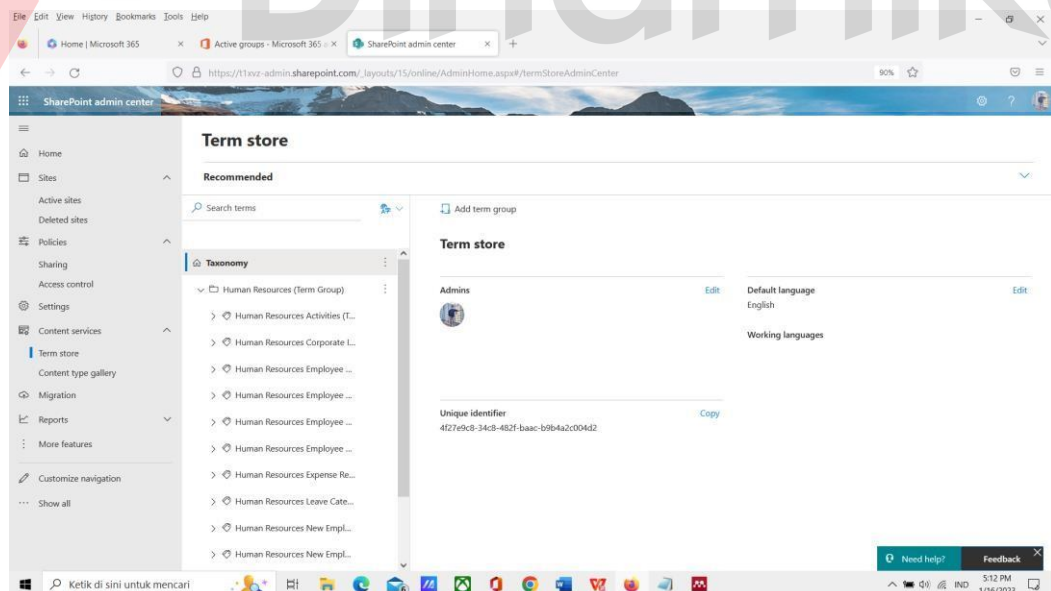 Dinamik
File Edit View History Bookmarks Tools Help
Home | Microsoft 365
Active groups - Microsoft 365
SharePoint admin center
https://t1xvz-admin.sharepoint.com/_layouts/15/online/AdminHome.aspx#/termStoreAdminCenter
90%
SharePoint admin center
Home
Sites
Active sites
Deleted sites
Policies
Sharing
Access control
Settings
Content services
Term store
Content type gallery
Migration
Reports
More features
Customize navigation
Show all
Term store
Recommended
Search terms
Taxonomy
Human Resources (Term Group)
Human Resources Activities (T...
Human Resources Corporate I...
Human Resources Employee ...
Human Resources Employee ...
Human Resources Employee ...
Human Resources Employee ...
Human Resources Expense Re...
Human Resources Leave Cate...
Human Resources New Empl...
Human Resources New Empl...
Add term group
Term store
Admins Edit
Default language Edit
English
Working languages
Unique identifier Copy
4f27e9c8-34c8-482f-baac-b9b4a2c004d2
Need help? Feedback
Ketik di sini untuk mencari
IND
5:12 PM
1/16/2023